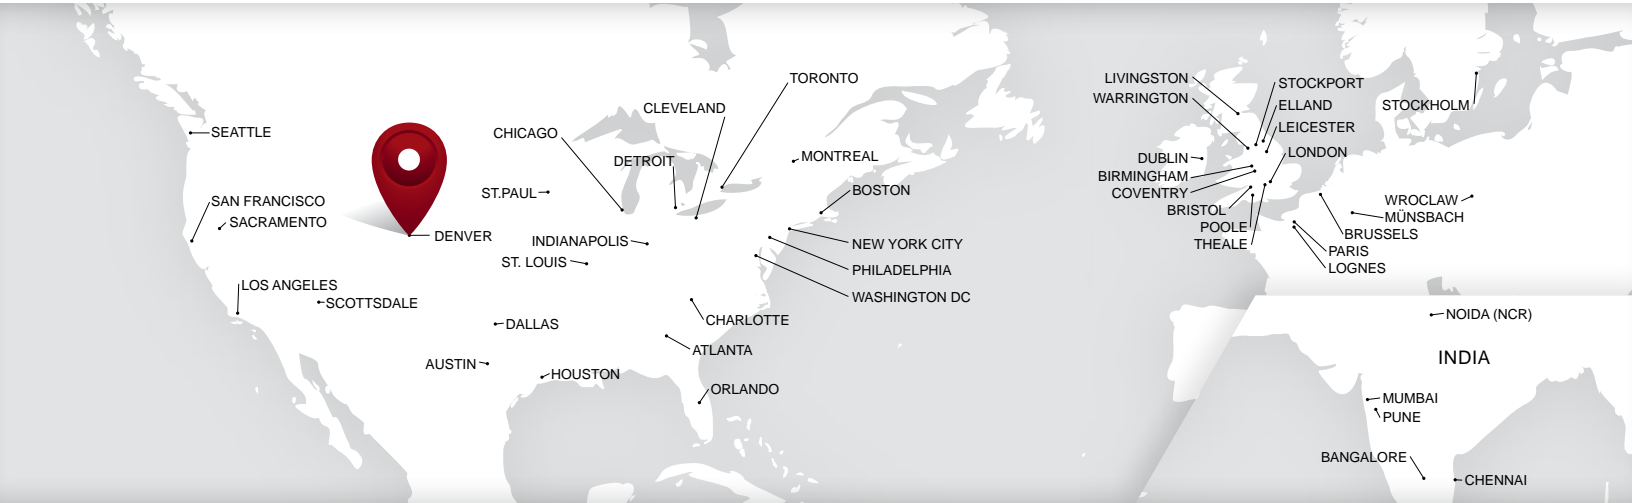 TORONTO
CLEVELAND
CHICAGO
SEATTLE
DETROIT
MONTREAL
ST.PAUL
BOSTON
SAN FRANCISCO
SACRAMENTO
DENVER
INDIANAPOLIS
NEW YORK CITY
ST. LOUIS
PHILADELPHIA
LOS ANGELES
WASHINGTON DC
SCOTTSDALE
CHARLOTTE
DALLAS
ATLANTA
AUSTIN
HOUSTON
ORLANDO
LIVINGSTON
STOCKPORT
WARRINGTON
ELLAND
STOCKHOLM
LEICESTER
LONDON
DUBLIN
BIRMINGHAM
COVENTRY
WROCLAW
BRISTOL
MÜNSBACH
POOLE
BRUSSELS
THEALE
PARIS
LOGNES
NOIDA (NCR)
INDIA
MUMBAI
PUNE
BANGALORE
CHENNAI